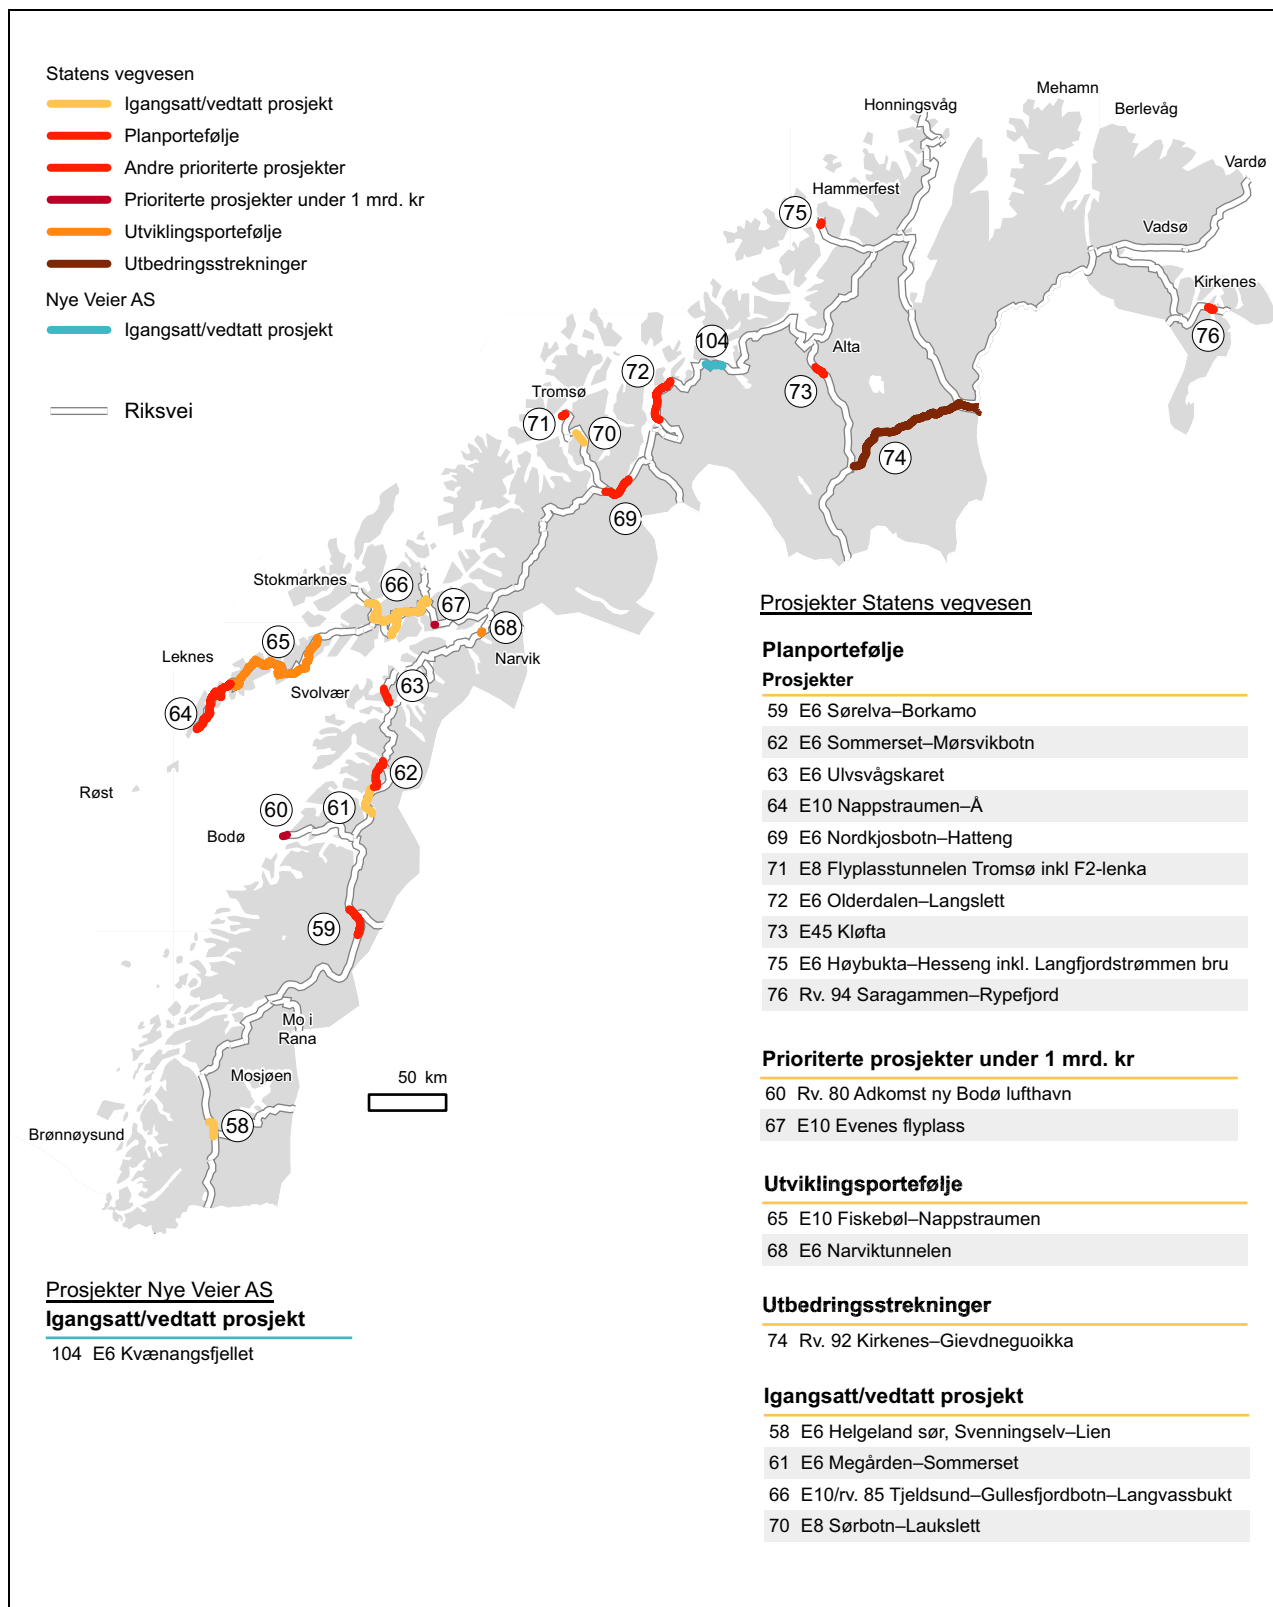 Statens vegvesen
Igangsatt/vedtatt prosjekt
Planportefølje
Andre prioriterte prosjekter
Prioriterte prosjekter under 1 mrd. kr
Utviklingsportefølje
Utbedringsstrekninger
Nye Veier AS
Igangsatt/vedtatt prosjekt
Riksvei
Mehamn
Honningsvåg
Berlevåg
Vardø
Hammerfest
75
Vadsø
Kirkenes
76
104
Alta
72
73
Tromsø
71
70
74
69
Stokmarknes
66
67
65
68
Leknes
Narvik
Svolvær
63
64
62
Røst
60
61
Bodø
59
Mo i
Rana
Mosjøen
50 km
58
Brønnøysund
Prosjekter Statens vegvesen
Planportefølje
Prosjekter
59 E6 Sørelva–Borkamo
62 E6 Sommerset–Mørsvikbotn
63 E6 Ulvsvågskaret
64 E10 Nappstraumen–Å
69 E6 Nordkjosbotn–Hatteng
71 E8 Flyplasstunnelen Tromsø inkl F2-lenka
72 E6 Olderdalen–Langslett
73 E45 Kløfta
75 E6 Høybukta–Hesseng inkl. Langfjordstrømmen bru
76 Rv. 94 Saragammen–Rypefjord
Prioriterte prosjekter under 1 mrd. kr
60 Rv. 80 Adkomst ny Bodø lufthavn
67 E10 Evenes flyplass
Utviklingsportefølje
65 E10 Fiskebøl–Nappstraumen
68 E6 Narviktunnelen
Utbedringsstrekninger
74 Rv. 92 Kirkenes–Gievdneguoikka
Igangsatt/vedtatt prosjekt
58 E6 Helgeland sør, Svenningselv–Lien
61 E6 Megården–Sommerset
66 E10/rv. 85 Tjeldsund–Gullesfjordbotn–Langvassbukt
70 E8 Sørbotn–Laukslett
Prosjekter Nye Veier AS
Igangsatt/vedtatt prosjekt
104 E6 Kvænangsfjellet